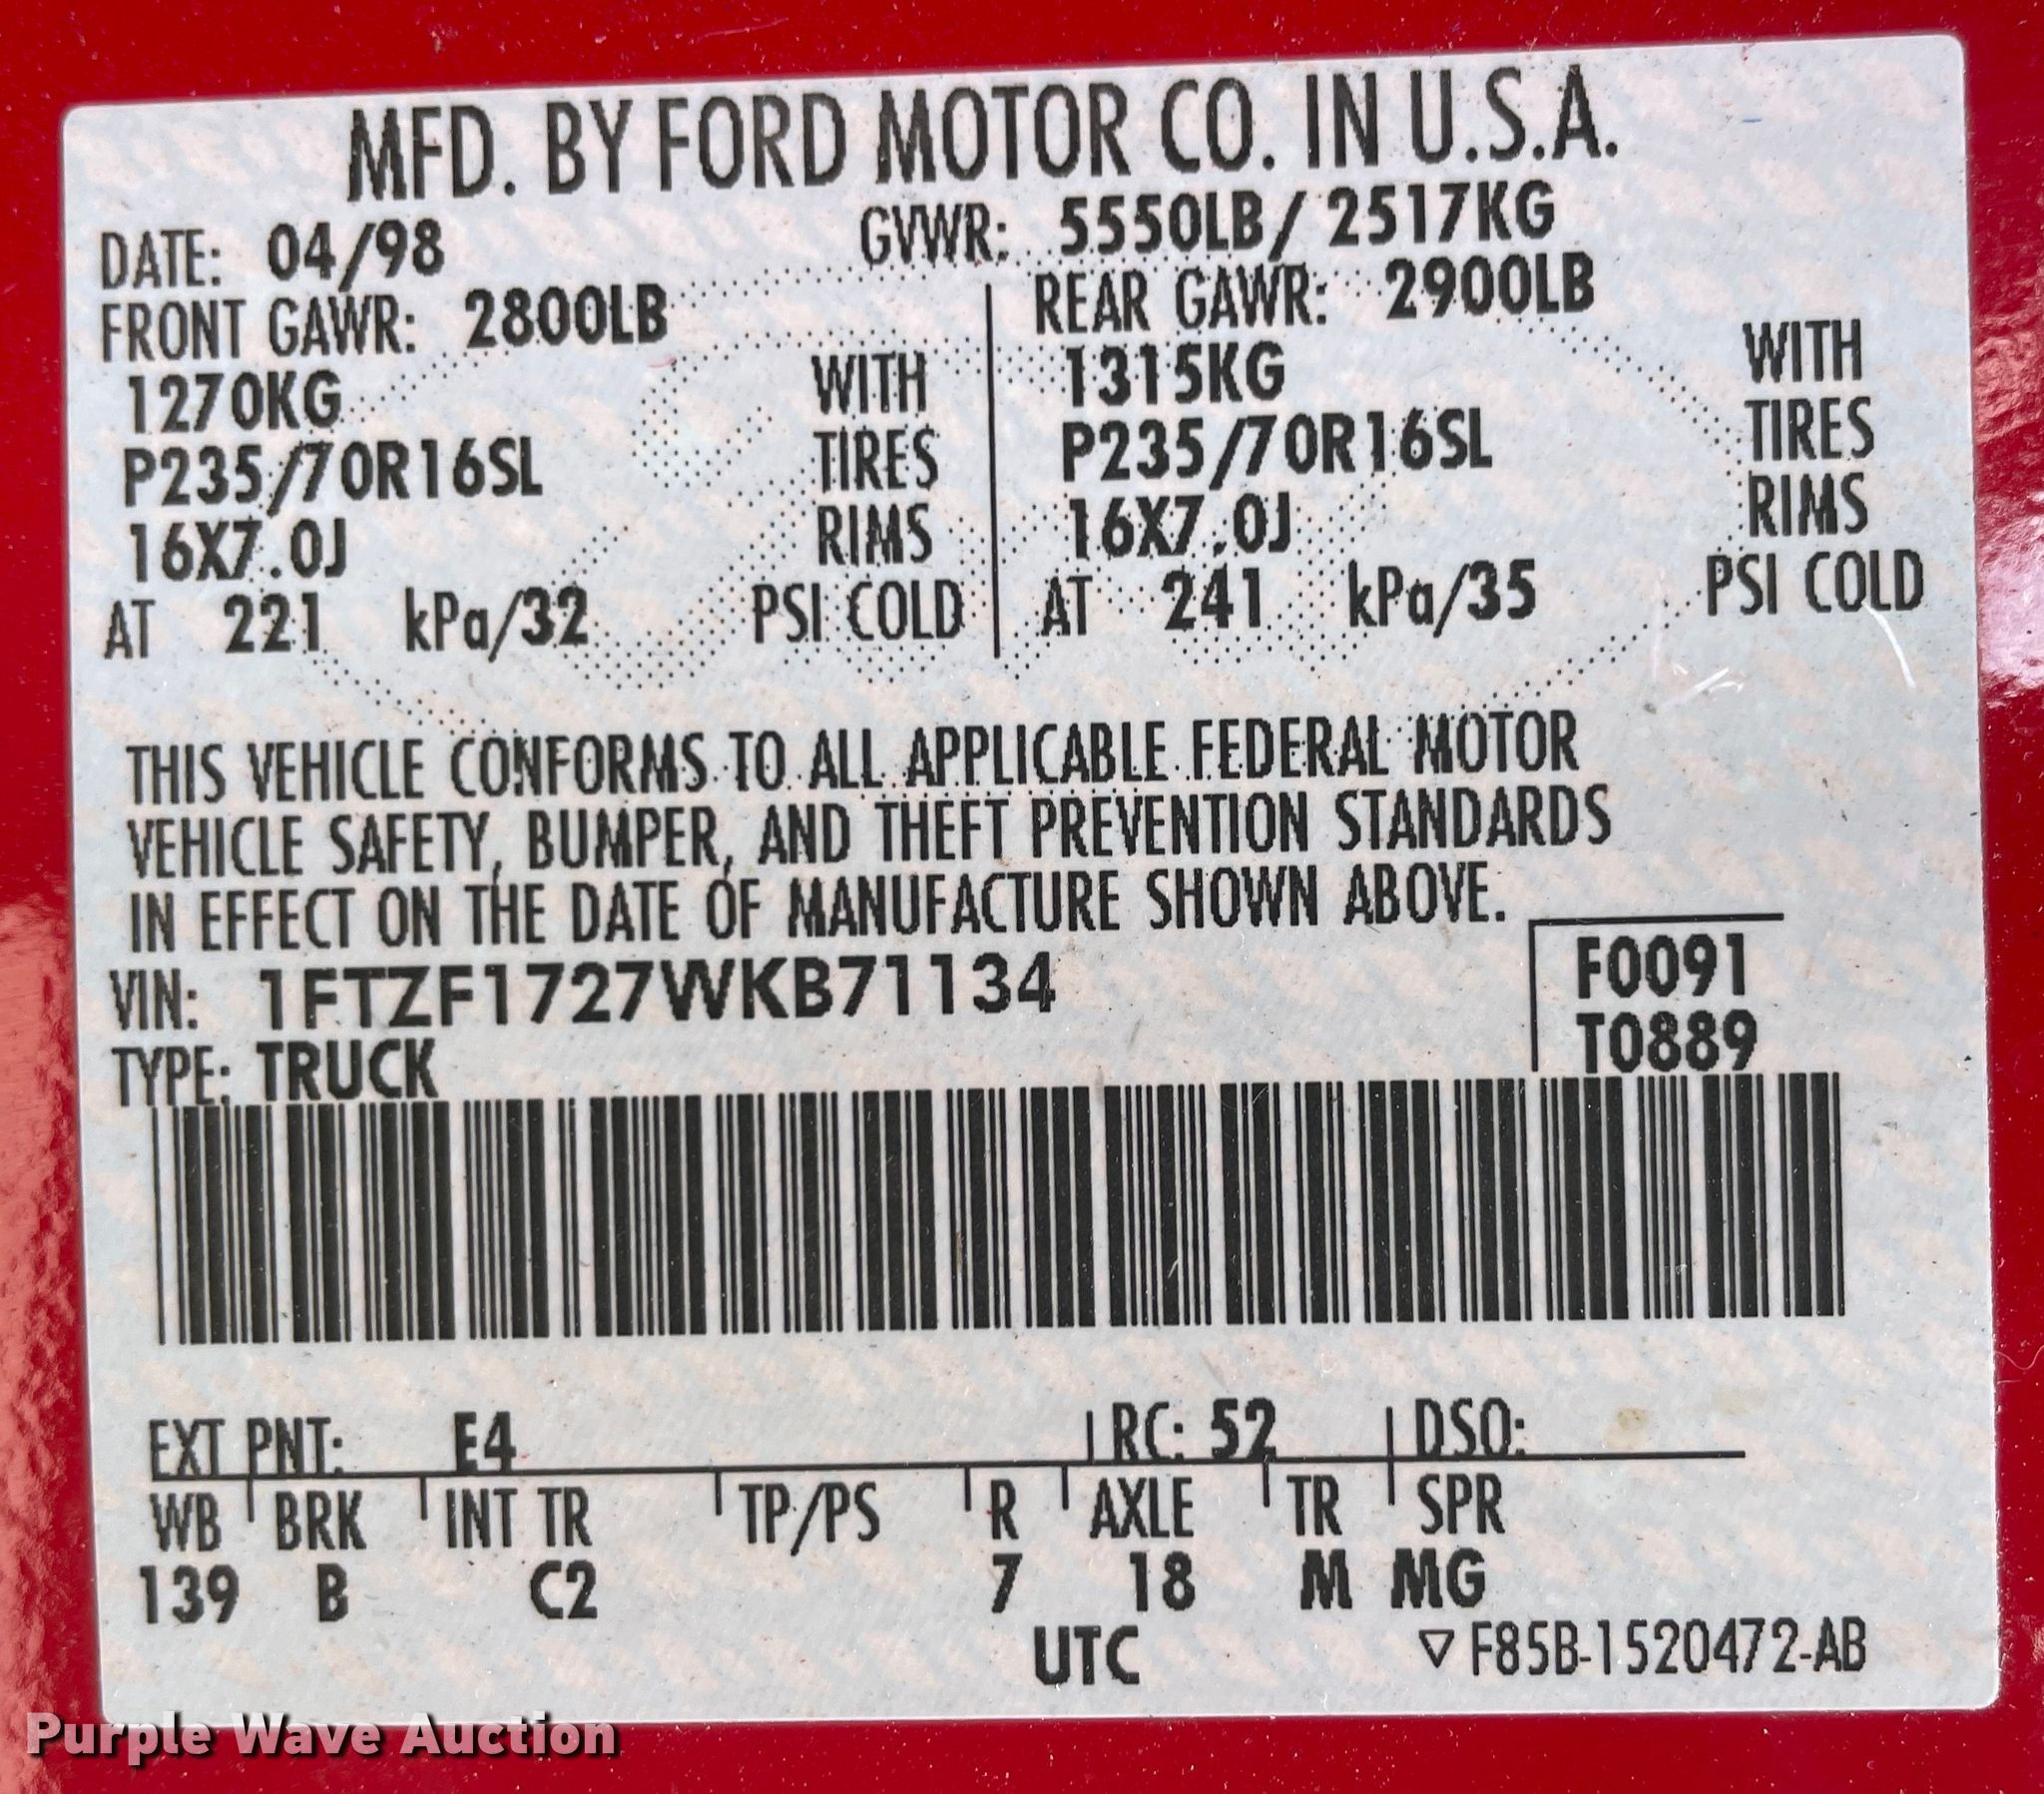 MFD. BY FORD MOTOR CO. IN U.S.A.
DATE: 04/98 GVWR: 5550LB/ 2517KG
FRONT GAWR: 2800LB REAR GAWR: 2900LB
1270KG WITH 1315KG WITH
P235/70R16SL TIRES P235/70R16SL TIRES
16X7.0J RIMS 16X7.0J RIMS
AT 221 kPa/32 PSI COLD AT 241 kPa/35 PSI COLD
THIS VEHICLE CONFORMS TO ALL APPLICABLE FEDERAL MOTOR
VEHICLE SAFETY, BUMPER, AND THEFT PREVENTION STANDARDS
IN EFFECT ON THE DATE OF MANUFACTURE SHOWN ABOVE.
VIN: 1FTZF1727WKB71134 F0091
TYPE: TRUCK T0889
EXT PNT: E4 RC: 52 DSO:
WB BRK INT TR TP/PS R AXLE TR SPR
139 B C2 7 18 M MG
UTC ▽ F85B-1520472-AB
Purple Wave Auction